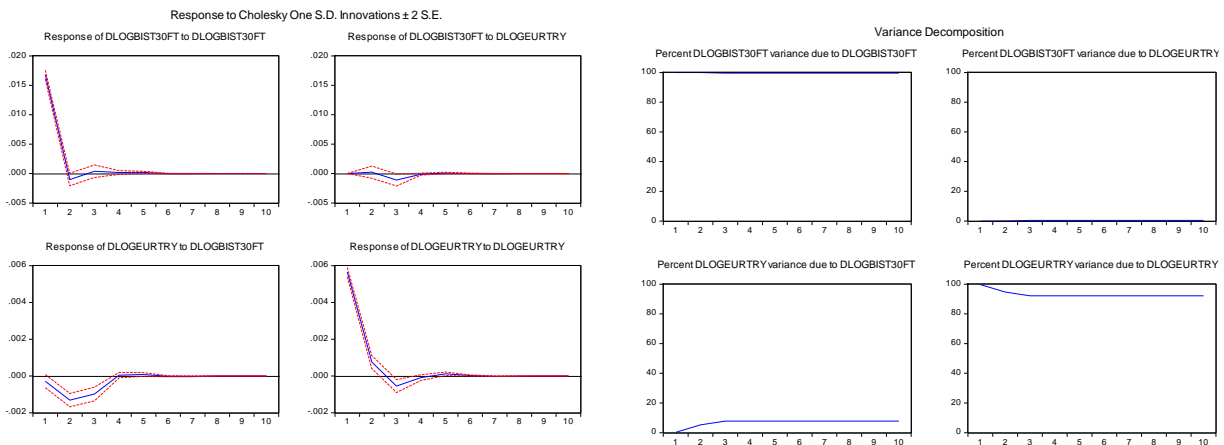 Response to Cholesky One S.D. Innovations ± 2 S.E.
Response of DLOGBIST30FT to DLOGBIST30FT
.020
.015
.010
.005
.000
-.005
1 2 3 4 5 6 7 8 9 10
Response of DLOGBIST30FT to DLOGEURTRY
.020
.015
.010
.005
.000
-.005
1 2 3 4 5 6 7 8 9 10
Response of DLOGEURTRY to DLOGBIST30FT
.006
.004
.002
.000
-.002
1 2 3 4 5 6 7 8 9 10
Response of DLOGEURTRY to DLOGEURTRY
.006
.004
.002
.000
-.002
1 2 3 4 5 6 7 8 9 10
Variance Decomposition
Percent DLOGBIST30FT variance due to DLOGBIST30FT
100
80
60
40
20
0
1 2 3 4 5 6 7 8 9 10
Percent DLOGBIST30FT variance due to DLOGEURTRY
100
80
60
40
20
0
1 2 3 4 5 6 7 8 9 10
Percent DLOGEURTRY variance due to DLOGBIST30FT
100
80
60
40
20
0
1 2 3 4 5 6 7 8 9 10
Percent DLOGEURTRY variance due to DLOGEURTRY
100
80
60
40
20
0
1 2 3 4 5 6 7 8 9 10